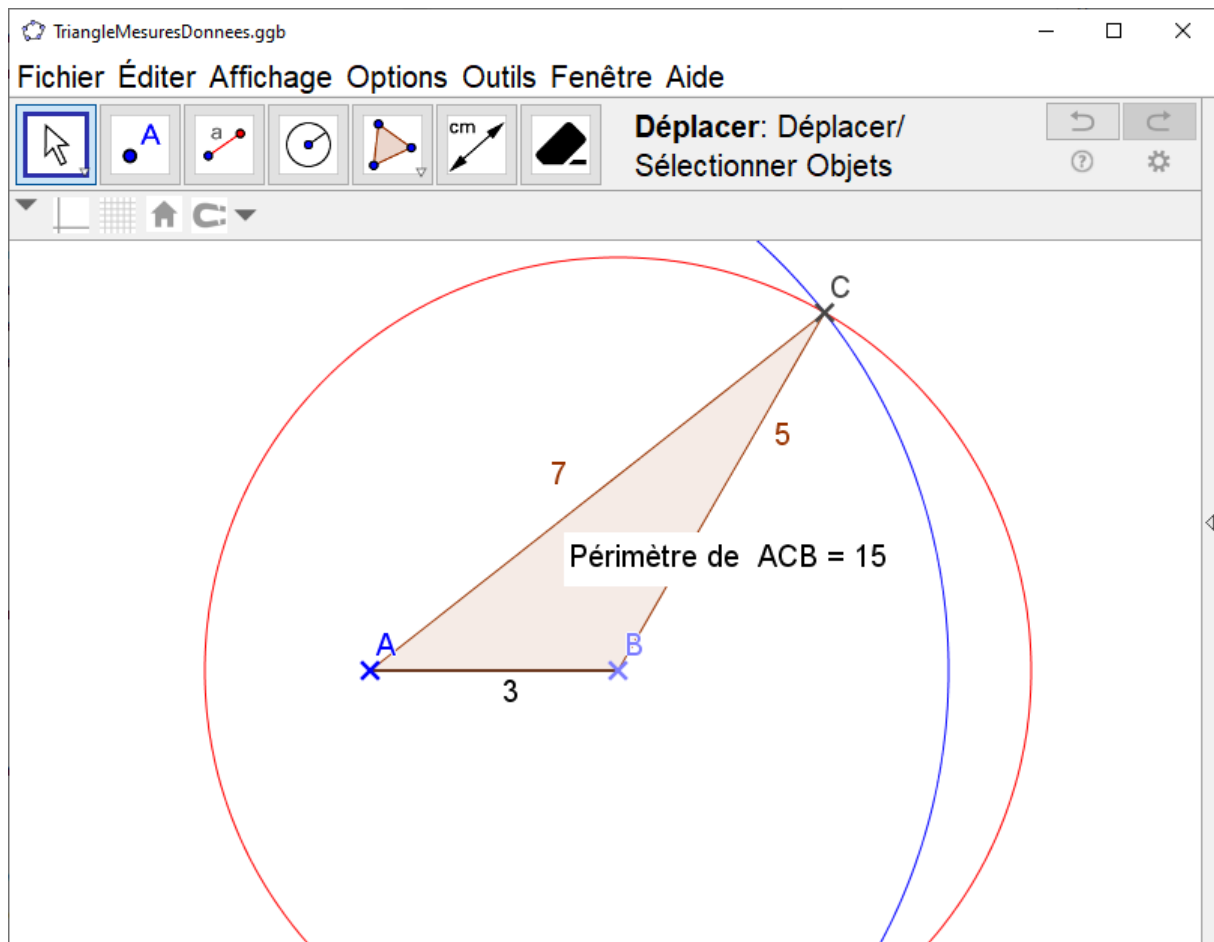 TriangleMesuresDonnees.ggb
Fichier Éditer Affichage Options Outils Fenêtre Aide
A
a
cm
Déplacer: Déplacer/
Sélectionner Objets
C
5
7
Périmètre de ACB = 15
A
B
3